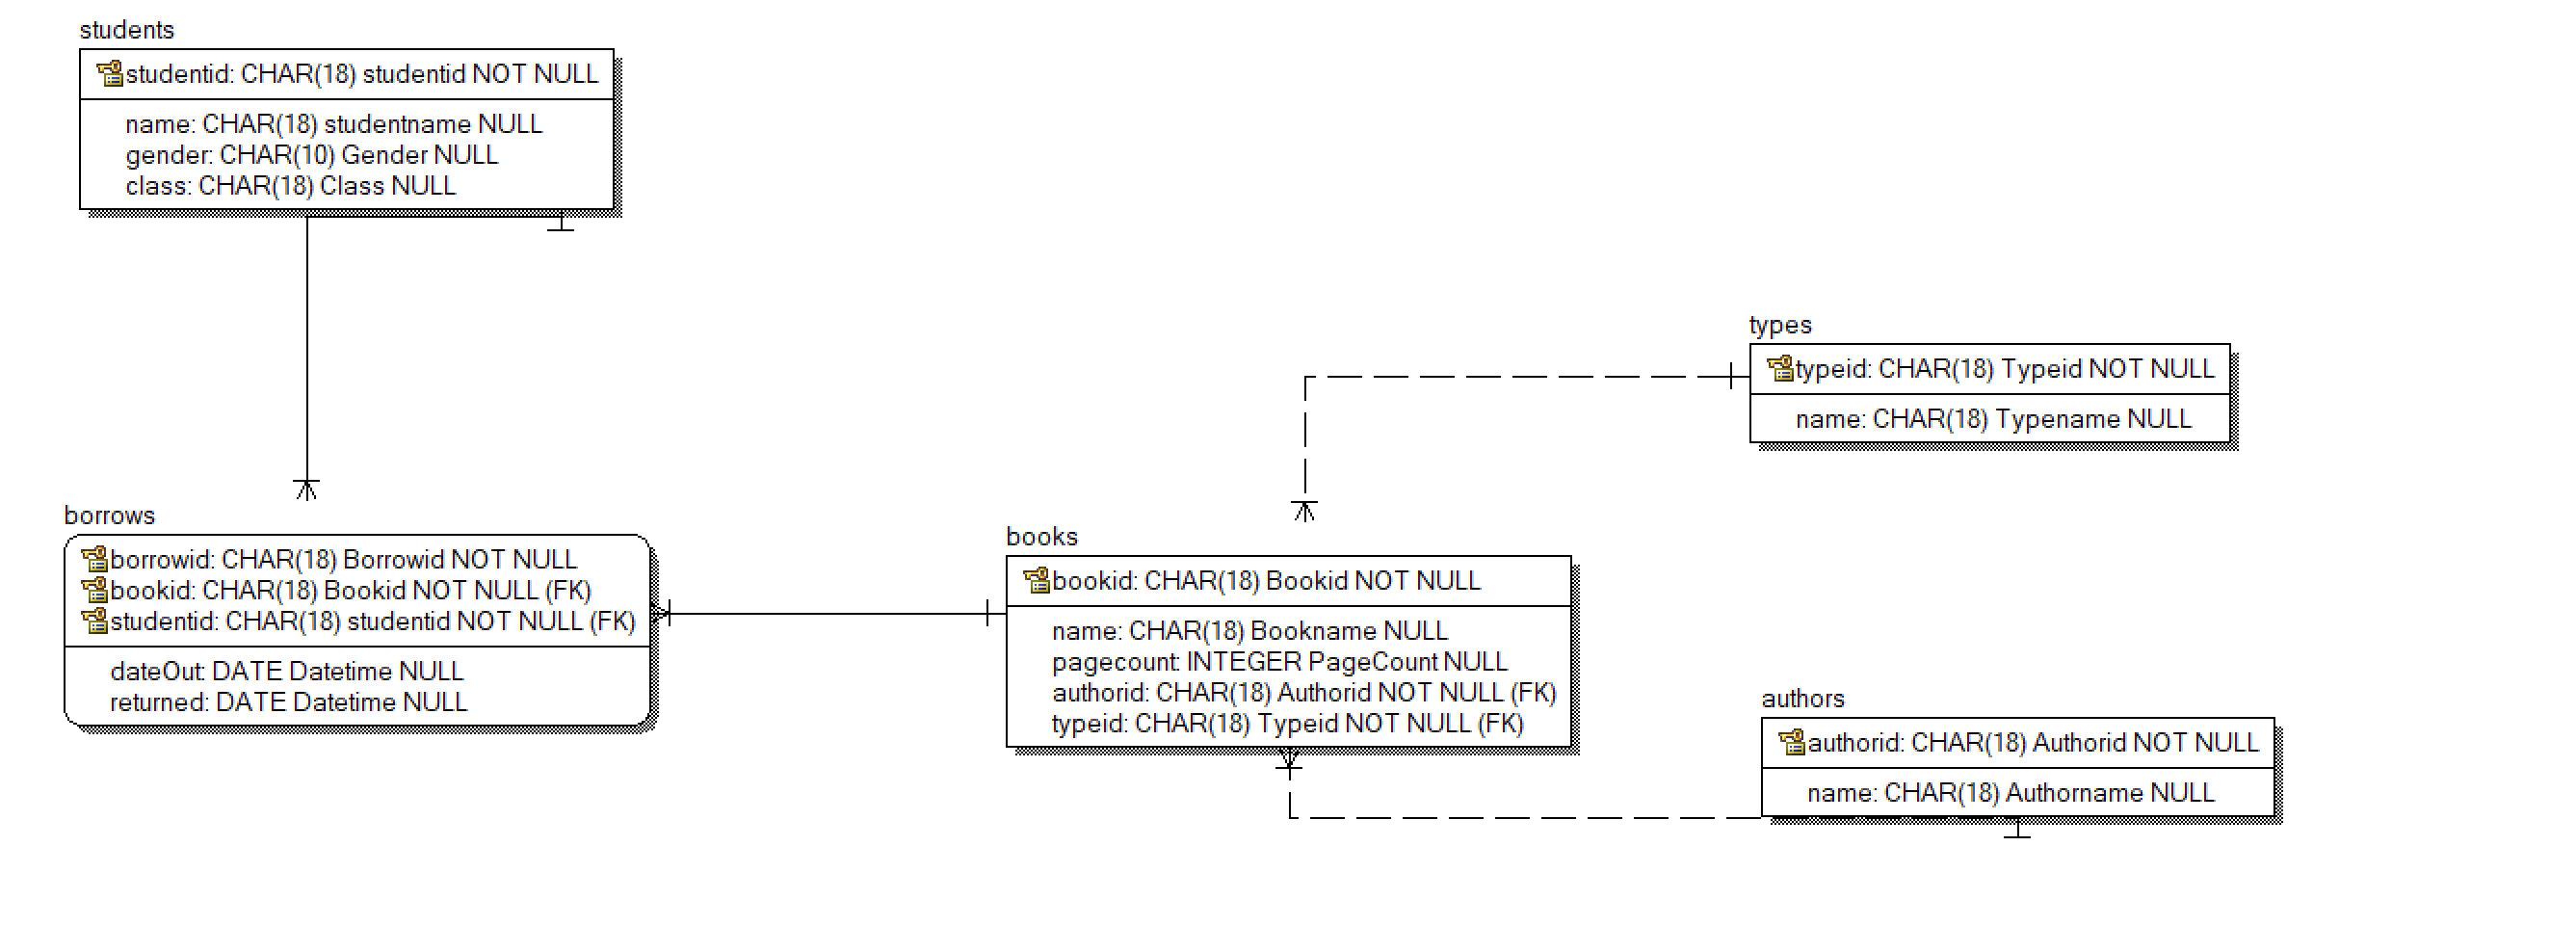 students
studentid: CHAR(18) studentid NOT NULL
name: CHAR(18) studentname NULL
gender: CHAR(10) Gender NULL
class: CHAR(18) Class NULL
borrows
borrowid: CHAR(18) Borrowid NOT NULL
bookid: CHAR(18) Bookid NOT NULL (FK)
studentid: CHAR(18) studentid NOT NULL (FK)
dateOut: DATE Datetime NULL
returned: DATE Datetime NULL
books
bookid: CHAR(18) Bookid NOT NULL
name: CHAR(18) Bookname NULL
pagecount: INTEGER PageCount NULL
authorid: CHAR(18) Authorid NOT NULL (FK)
typeid: CHAR(18) Typeid NOT NULL (FK)
types
typeid: CHAR(18) Typeid NOT NULL
name: CHAR(18) Typename NULL
authors
authorid: CHAR(18) Authorid NOT NULL
name: CHAR(18) Authorname NULL